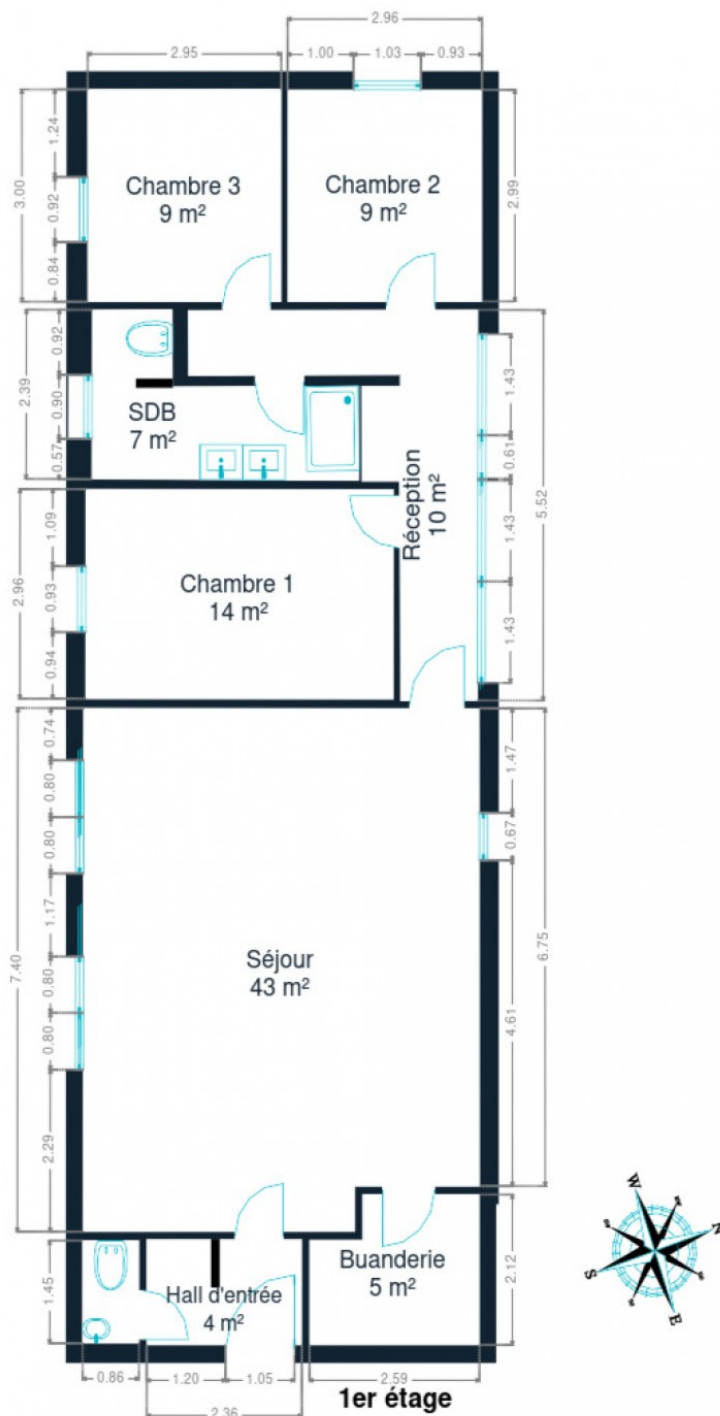 2.96
2.95
1.00
1.03
0.93
3.00
1.24
0.92
0.84
Chambre 3
9 m²
Chambre 2
9 m²
2.99
2.39
0.92
0.90
0.57
SDB
7 m²
Réception
10 m²
1.43
0.61
1.43
1.43
5.52
2.96
1.09
0.93
0.94
Chambre 1
14 m²
7.40
0.74
0.80
0.80
1.17
0.80
0.80
2.29
Séjour
43 m²
1.47
0.67
4.61
6.75
1.45
Hall d'entrée
4 m²
Buanderie
5 m²
2.12
0.86
1.20
1.05
2.59
2.36
1er étage
W
N
S
E